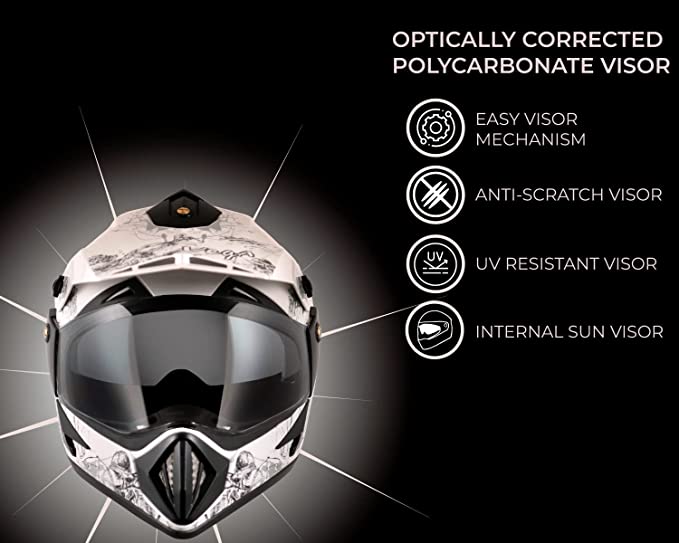 OPTICALLY CORRECTED
POLYCARBONATE VISOR
EASY VISOR
MECHANISM
ANTI-SCRATCH VISOR
UV
UV RESISTANT VISOR
INTERNAL SUN VISOR